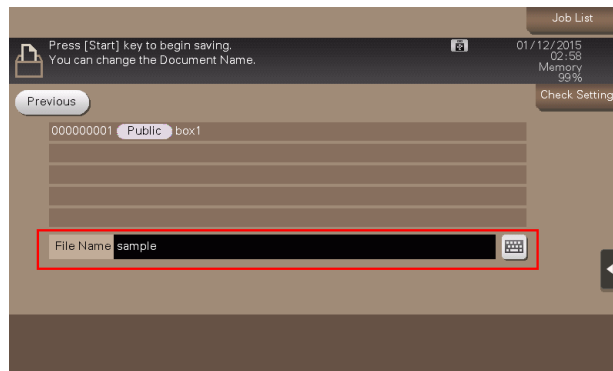 Job List
Press [Start] key to begin saving.
You can change the Document Name.
01/12/2015
02:58
Memory
99%
Previous
Check Setting
000000001 Public box1
File Name sample